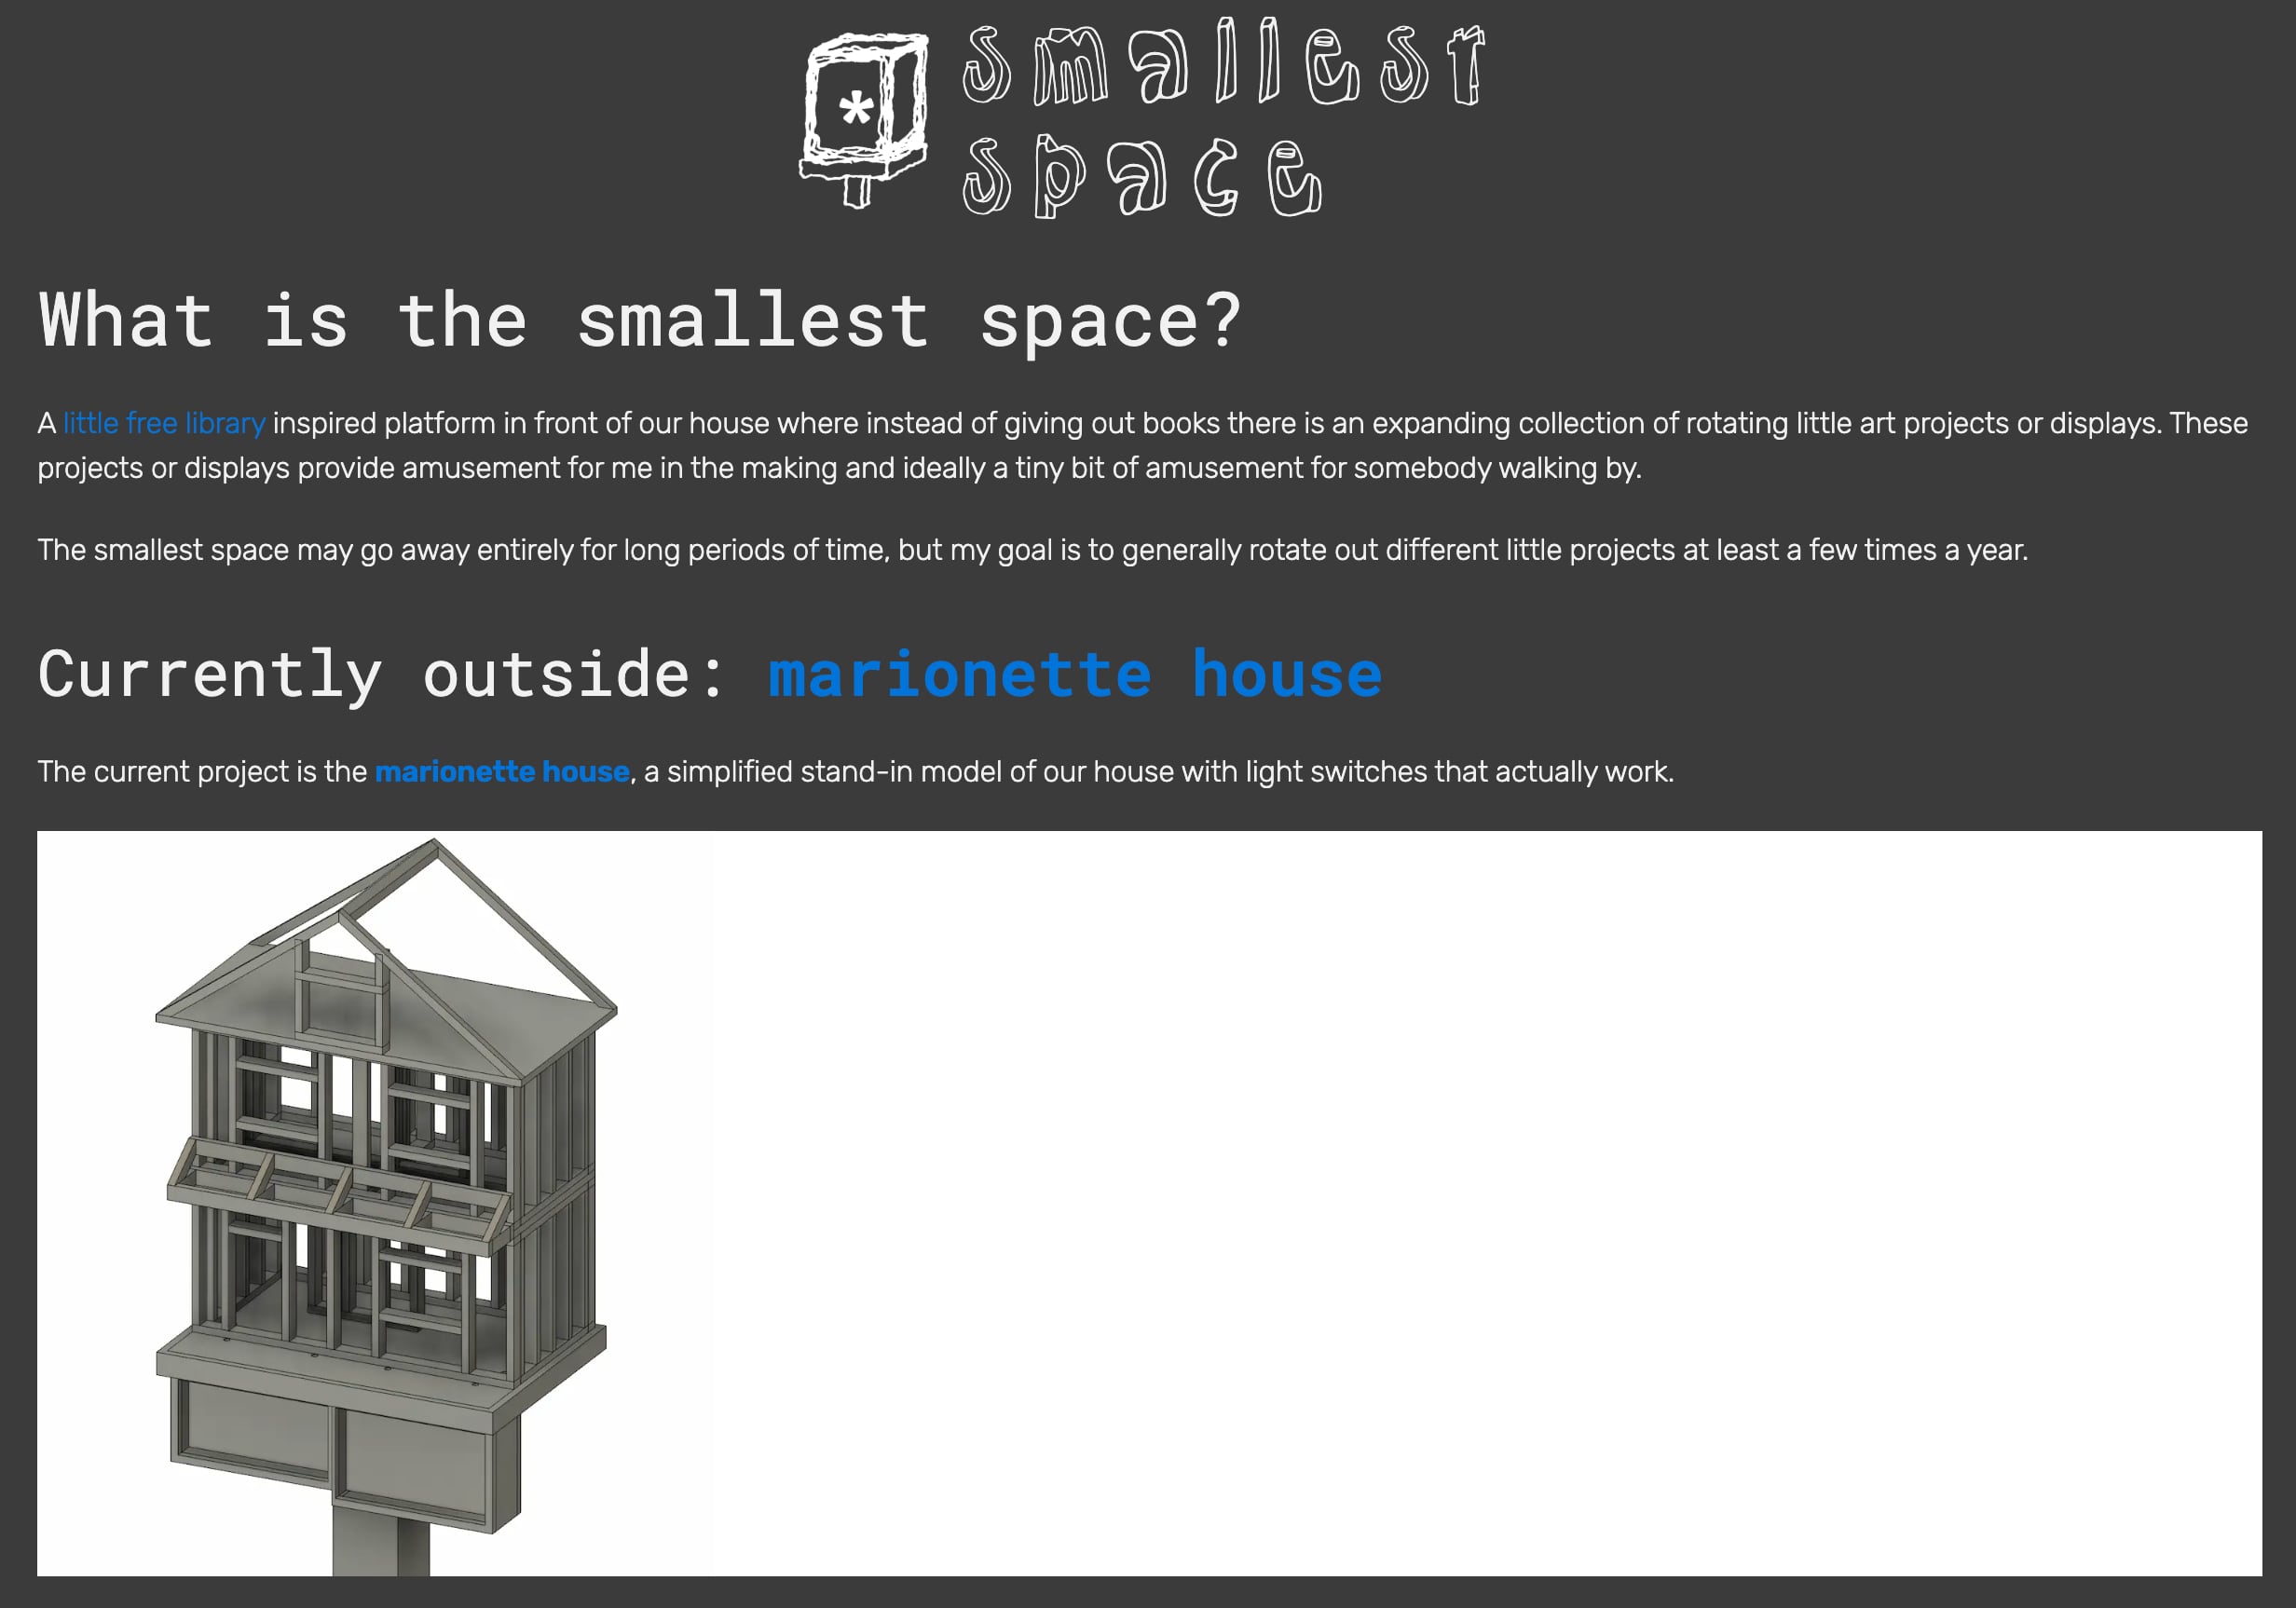 smallest
space
*
What is the smallest space?
A little free library inspired platform in front of our house where instead of giving out books there is an expanding collection of rotating little art projects or displays. These
projects or displays provide amusement for me in the making and ideally a tiny bit of amusement for somebody walking by.
The smallest space may go away entirely for long periods of time, but my goal is to generally rotate out different little projects at least a few times a year.
Currently outside: marionette house
The current project is the marionette house, a simplified stand-in model of our house with light switches that actually work.